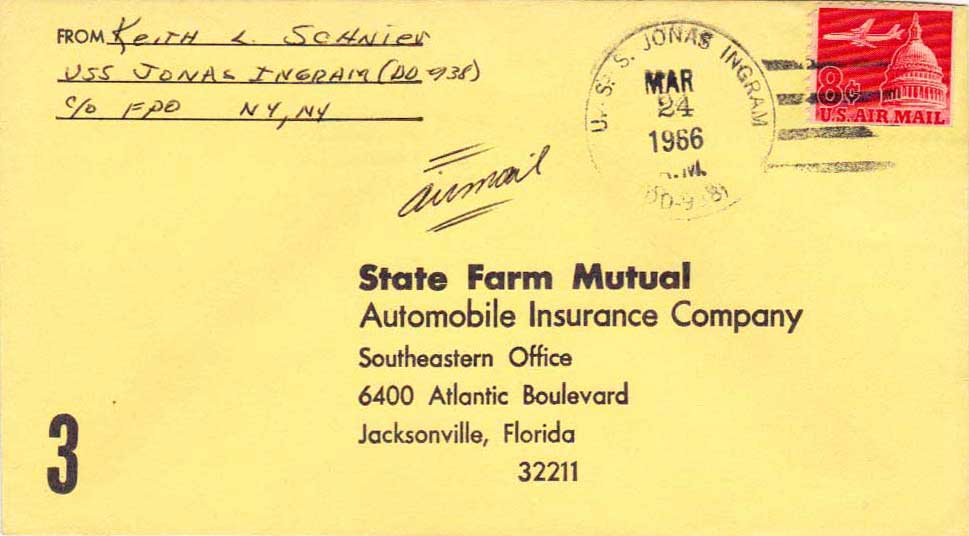 FROM Keith L. Schnier
USS JONAS INGRAM (DD-938)
c/o FPO NY, NY
U.S.S. JONAS INGRAM
MAR
24
1966
.M.
DD-938
8¢
U.S. AIR MAIL
airmail
State Farm Mutual
Automobile Insurance Company
Southeastern Office
6400 Atlantic Boulevard
Jacksonville, Florida
32211
3